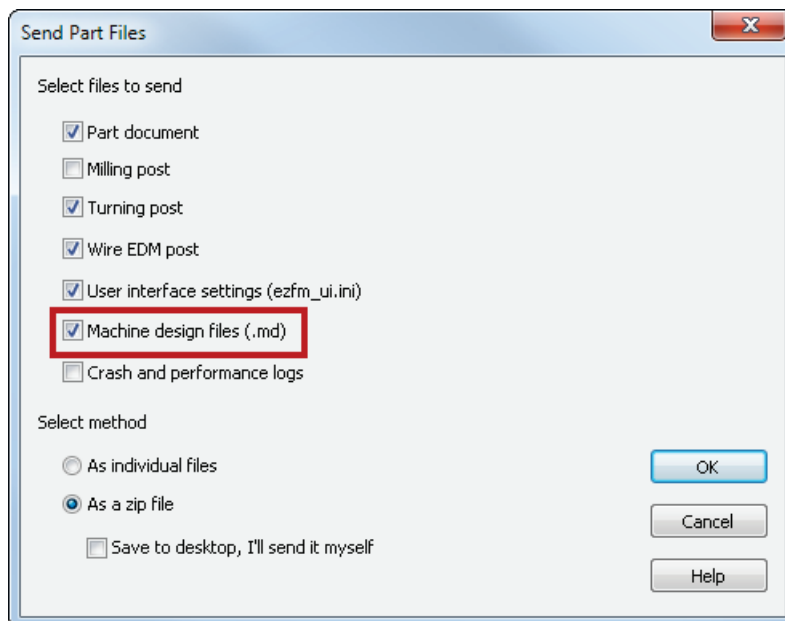 Send Part Files
Select files to send
Part document
Milling post
Turning post
Wire EDM post
User interface settings (ezfm_ui.ini)
Machine design files (.md)
Crash and performance logs
Select method
As individual files
OK
As a zip file
Cancel
Save to desktop, I'll send it myself
Help